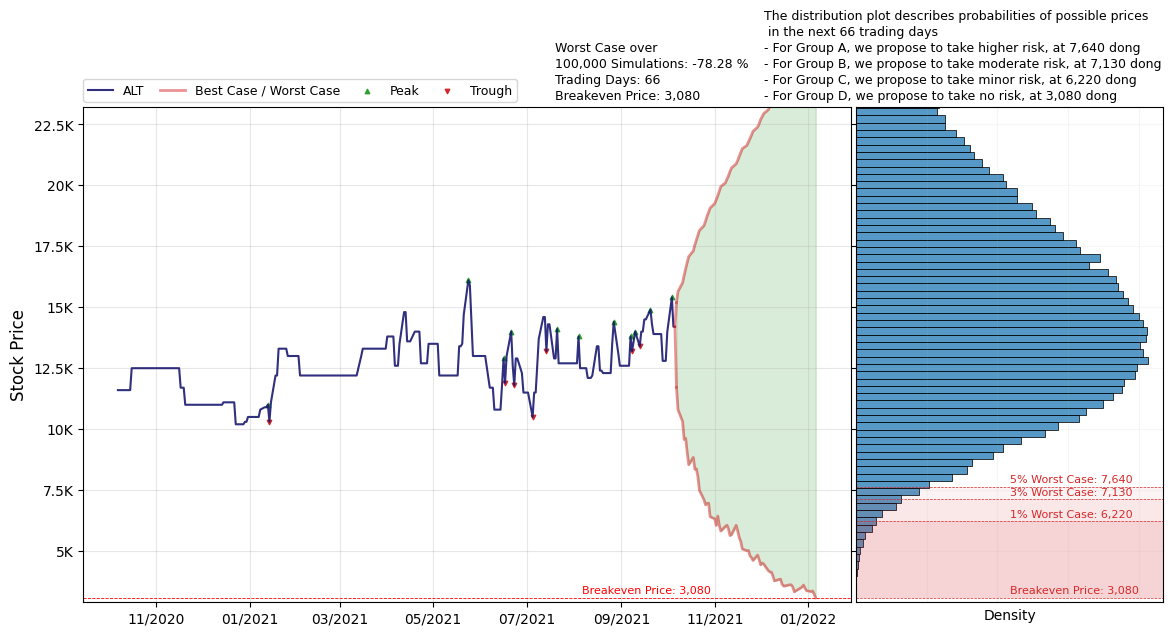 The distribution plot describes probabilities of possible prices
in the next 66 trading days
- For Group A, we propose to take higher risk, at 7,640 dong
- For Group B, we propose to take moderate risk, at 7,130 dong
- For Group C, we propose to take minor risk, at 6,220 dong
- For Group D, we propose to take no risk, at 3,080 dong
Worst Case over
100,000 Simulations: -78.28 %
Trading Days: 66
Breakeven Price: 3,080
ALT
Best Case / Worst Case
Peak
Trough
Stock Price
22.5K
20K
17.5K
15K
12.5K
10K
7.5K
5K
Breakeven Price: 3,080
11/2020
01/2021
03/2021
05/2021
07/2021
09/2021
11/2021
01/2022
5% Worst Case: 7,640
3% Worst Case: 7,130
1% Worst Case: 6,220
Breakeven Price: 3,080
Density